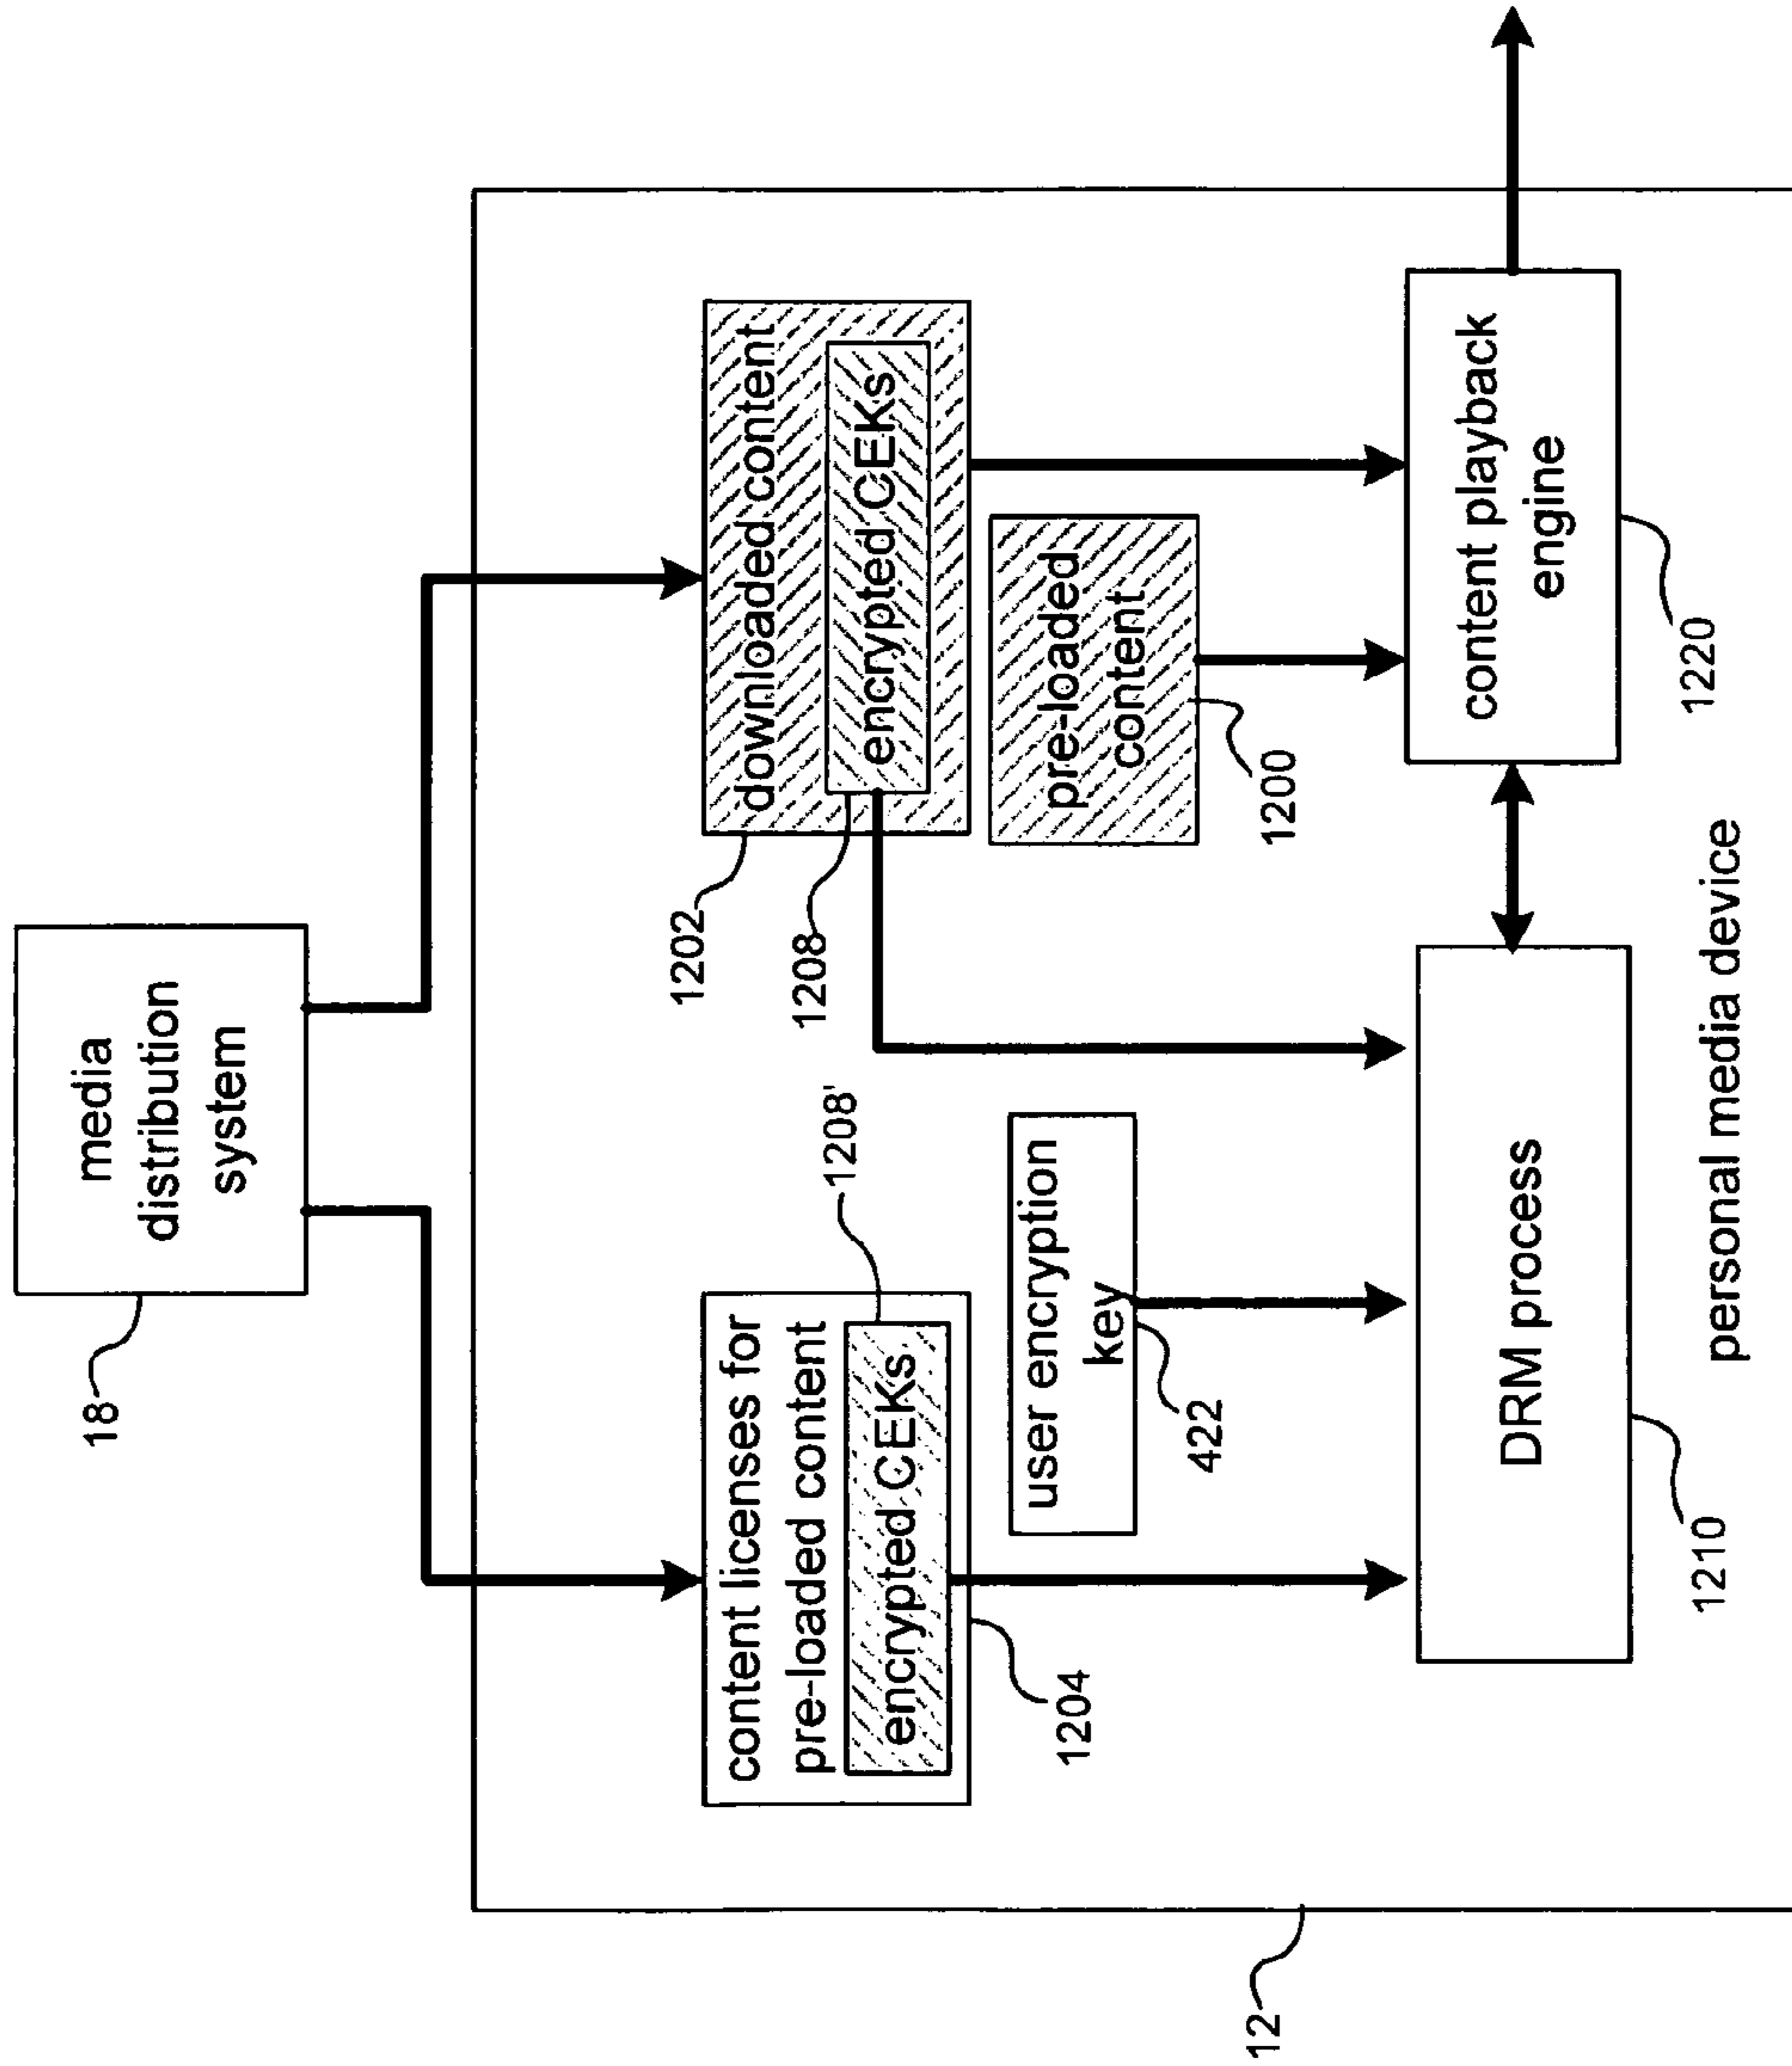 media
distribution
system
18
content licenses for
pre-loaded content
encrypted CEKs
1208'
1204
downloaded content
encrypted CEKs
1202
1208
user encryption
key
422
pre-loaded
content
1200
DRM process
1210
content playback
engine
1220
personal media device
12